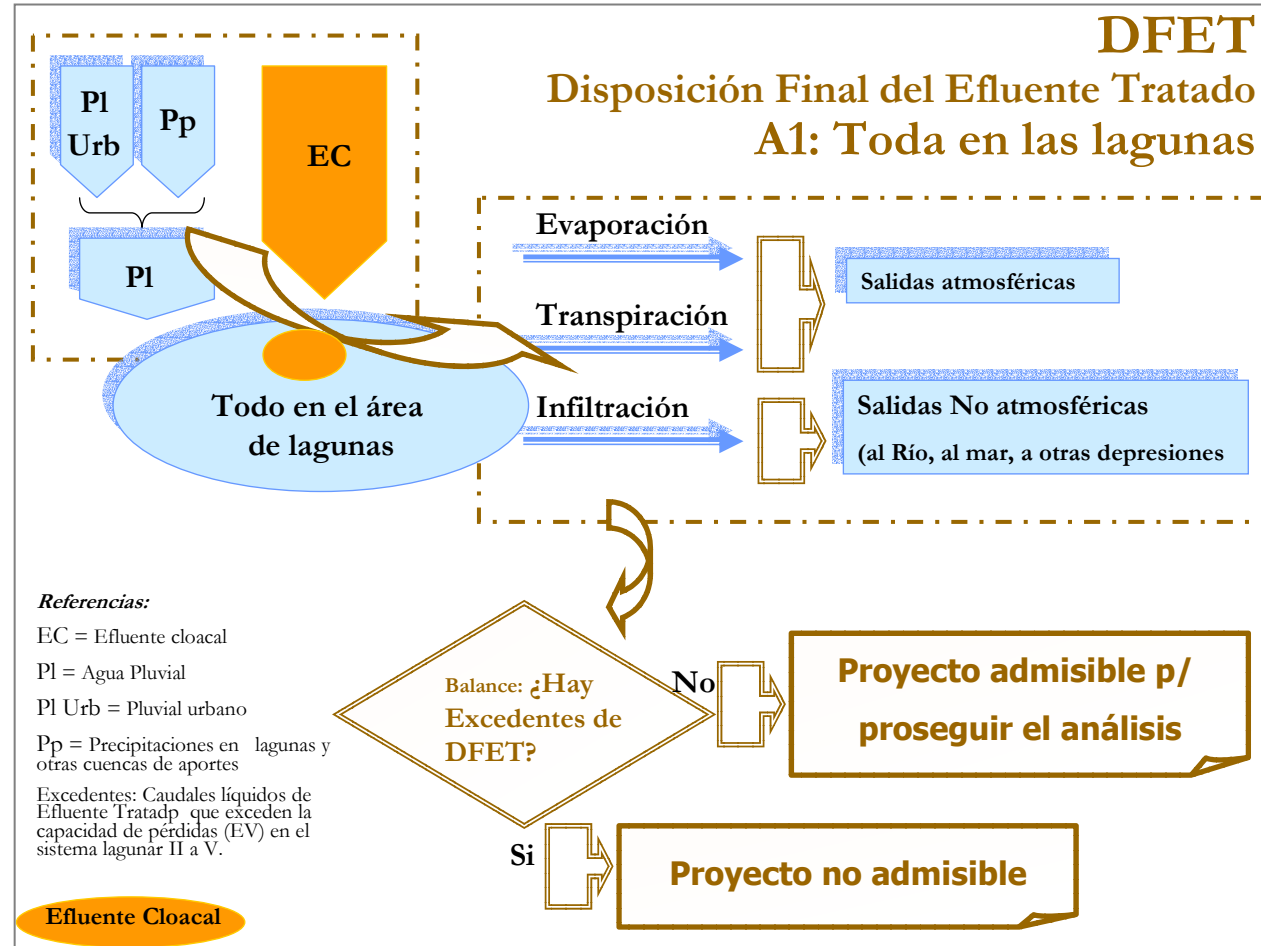 DFET
Disposición Final del Efluente Tratado
A1: Toda en las lagunas
Pl
Urb
Pp
EC
Pl
Todo en el área
de lagunas
Evaporación
Transpiración
Infiltración
Salidas atmosféricas
Salidas No atmosféricas
(al Río, al mar, a otras depresiones
Referencias:
EC = Efluente cloacal
Pl = Agua Pluvial
Pl Urb = Pluvial urbano
Pp = Precipitaciones en lagunas y
otras cuencas de aportes
Excedentes: Caudales líquidos de
Efluente Tratadp que exceden la
capacidad de pérdidas (EV) en el
sistema lagunar II a V.
Efluente Cloacal
Balance: ¿Hay
Excedentes de
DFET?
No
Proyecto admisible p/
proseguir el análisis
Si
Proyecto no admisible